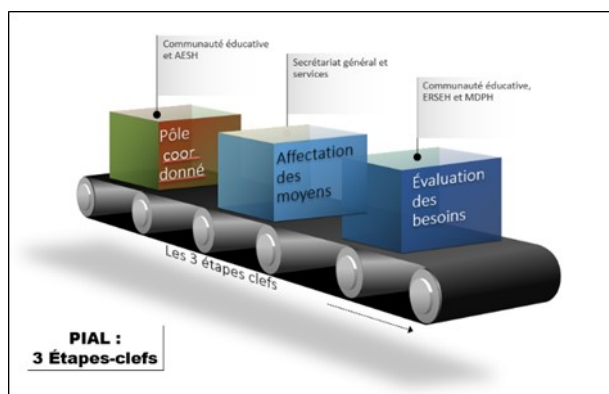 Communauté éducative
et AESH
Secrétariat général et
services
Communauté éducative,
ERSEH et MDPH
Pôle
coor
donné
Affectation
des
moyens
Évaluation
des
besoins
Les 3 étapes clefs
PIAL :
3 Étapes-clefs